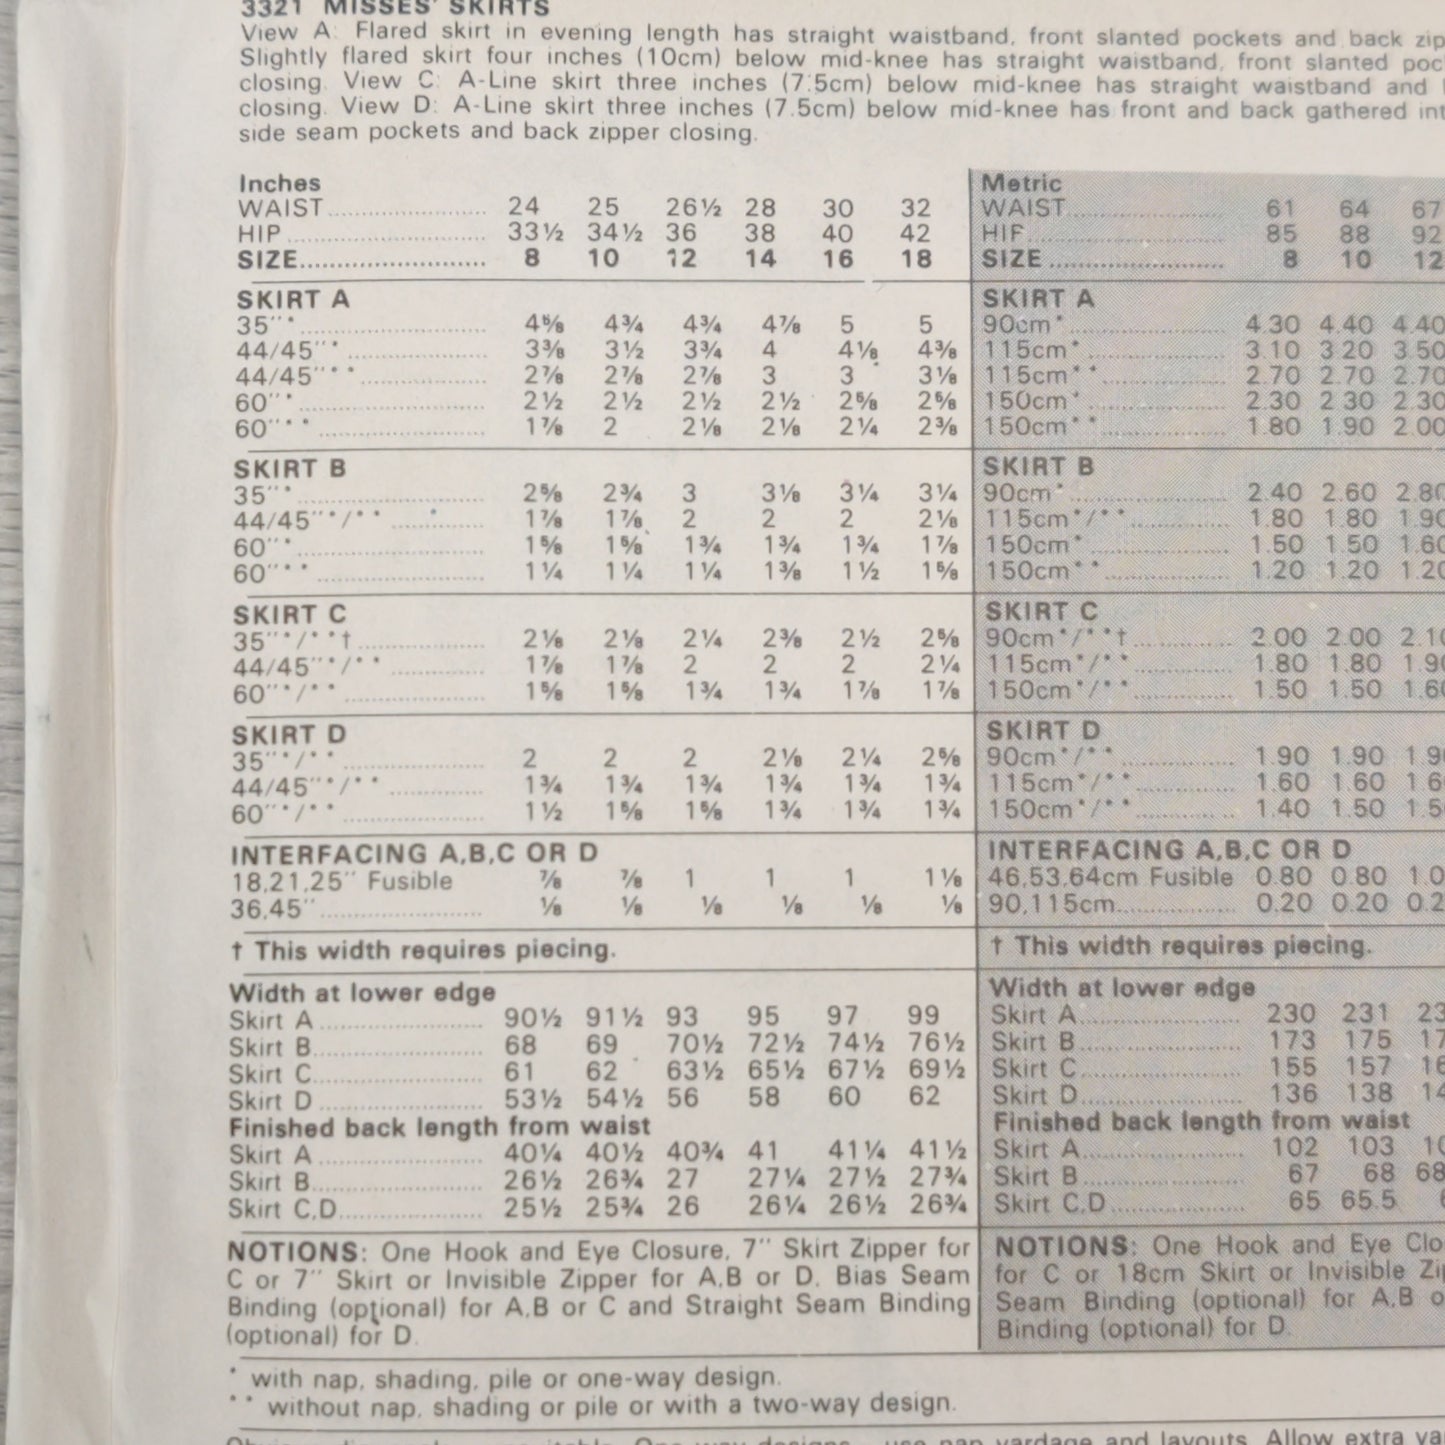 3321 MISSES' SKIRTS
View A: Flared skirt in evening length has straight waistband, front slanted pockets and back zip
Slightly flared skirt four inches (10cm) below mid-knee has straight waistband, front slanted poc
closing. View C: A-Line skirt three inches (7.5cm) below mid-knee has straight waistband and
closing. View D: A-Line skirt three inches (7.5cm) below mid-knee has front and back gathered int
side seam pockets and back zipper closing.
Inches Metric
WAIST 24 25 26½ 28 30 32 WAIST 61 64 67
HIP 33½ 34½ 36 38 40 42 HIP 85 88 92
SIZE 8 10 12 14 16 18 SIZE 8 10 12
SKIRT A SKIRT A
35"* 4⅝ 4¾ 4¾ 4⅞ 5 5 90cm* 4.30 4.40 4.40
44/45"* 3⅜ 3½ 3¾ 4 4⅛ 4⅜ 115cm* 3.10 3.20 3.50
44/45"** 2⅞ 2⅞ 2⅞ 3 3 3⅛ 115cm** 2.70 2.70 2.70
60"* 2½ 2½ 2½ 2½ 2⅝ 2⅝ 150cm* 2.30 2.30 2.30
60"** 1⅞ 2 2⅛ 2⅛ 2¼ 2⅜ 150cm** 1.80 1.90 2.00
SKIRT B SKIRT B
35"* 2⅝ 2¾ 3 3⅛ 3¼ 3¼ 90cm* 2.40 2.60 2.80
44/45"*/** 1⅞ 1⅞ 2 2 2 2⅛ 115cm*/** 1.80 1.80 1.90
60"* 1⅝ 1⅝ 1¾ 1¾ 1¾ 1⅞ 150cm* 1.50 1.50 1.60
60"** 1¼ 1¼ 1¼ 1⅜ 1½ 1⅝ 150cm** 1.20 1.20 1.20
SKIRT C SKIRT C
35"*/**† 2⅛ 2⅛ 2¼ 2⅜ 2½ 2⅝ 90cm*/**† 2.00 2.00 2.10
44/45"*/** 1⅞ 1⅞ 2 2 2 2¼ 115cm*/** 1.80 1.80 1.90
60"*/** 1⅝ 1⅝ 1¾ 1¾ 1⅞ 1⅞ 150cm*/** 1.50 1.50 1.60
SKIRT D SKIRT D
35"*/** 2 2 2 2⅛ 2¼ 2⅝ 90cm*/** 1.90 1.90 1.90
44/45"*/** 1¾ 1¾ 1¾ 1¾ 1¾ 1¾ 115cm*/** 1.60 1.60 1.6
60"*/** 1½ 1⅝ 1⅝ 1¾ 1¾ 1¾ 150cm*/** 1.40 1.50 1.5
INTERFACING A,B,C OR D INTERFACING A,B,C OR D
18,21,25" Fusible ⅞ ⅞ 1 1 1 1⅛ 46,53,64cm Fusible 0.80 0.80 1.0
36,45" ⅛ ⅛ ⅛ ⅛ ⅛ ⅛ 90,115cm 0.20 0.20 0.2
† This width requires piecing. † This width requires piecing.
Width at lower edge Width at lower edge
Skirt A 90½ 91½ 93 95 97 99 Skirt A 230 231 23
Skirt B 68 69 70½ 72½ 74½ 76½ Skirt B 173 175 17
Skirt C 61 62 63½ 65½ 67½ 69½ Skirt C 155 157 16
Skirt D 53½ 54½ 56 58 60 62 Skirt D 136 138 14
Finished back length from waist Finished back length from waist
Skirt A 40¼ 40½ 40¾ 41 41¼ 41½ Skirt A 102 103 10
Skirt B 26½ 26¾ 27 27¼ 27½ 27¾ Skirt B 67 68 68
Skirt C,D 25½ 25¾ 26 26¼ 26½ 26¾ Skirt C,D 65 65.5
NOTIONS: One Hook and Eye Closure, 7" Skirt Zipper for NOTIONS: One Hook and Eye Clo
C or 7" Skirt or Invisible Zipper for A,B or D. Bias Seam for C or 18cm Skirt or Invisible Zip
Binding (optional) for A,B or C and Straight Seam Binding Seam Binding (optional) for A,B o
(optional) for D. Binding (optional) for D.
* with nap, shading, pile or one-way design.
** without nap, shading or pile or with a two-way design.
use nap yardage and layouts. Allow extra ya